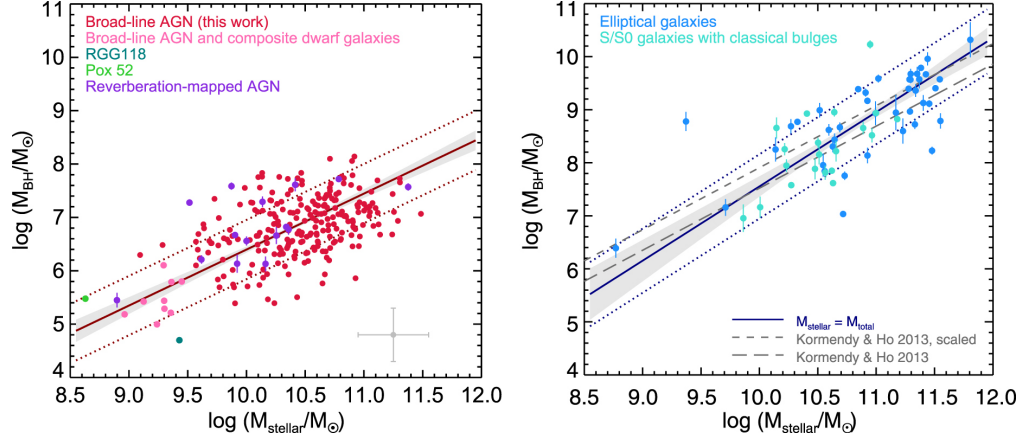 Broad-line AGN (this work)
Broad-line AGN and composite dwarf galaxies
RGG118
Pox 52
Reverberation-mapped AGN
log (M_BH/M_⊙)
10
9
8
7
6
5
4
8.5 9.0 9.5 10.0 10.5 11.0 11.5 12.0
log (M_stellar/M_⊙)
Elliptical galaxies
S/S0 galaxies with classical bulges
log (M_BH/M_⊙)
11
10
9
8
7
6
5
4
M_stellar = M_total
Kormendy & Ho 2013, scaled
Kormendy & Ho 2013
8.5 9.0 9.5 10.0 10.5 11.0 11.5 12.0
log (M_stellar/M_⊙)